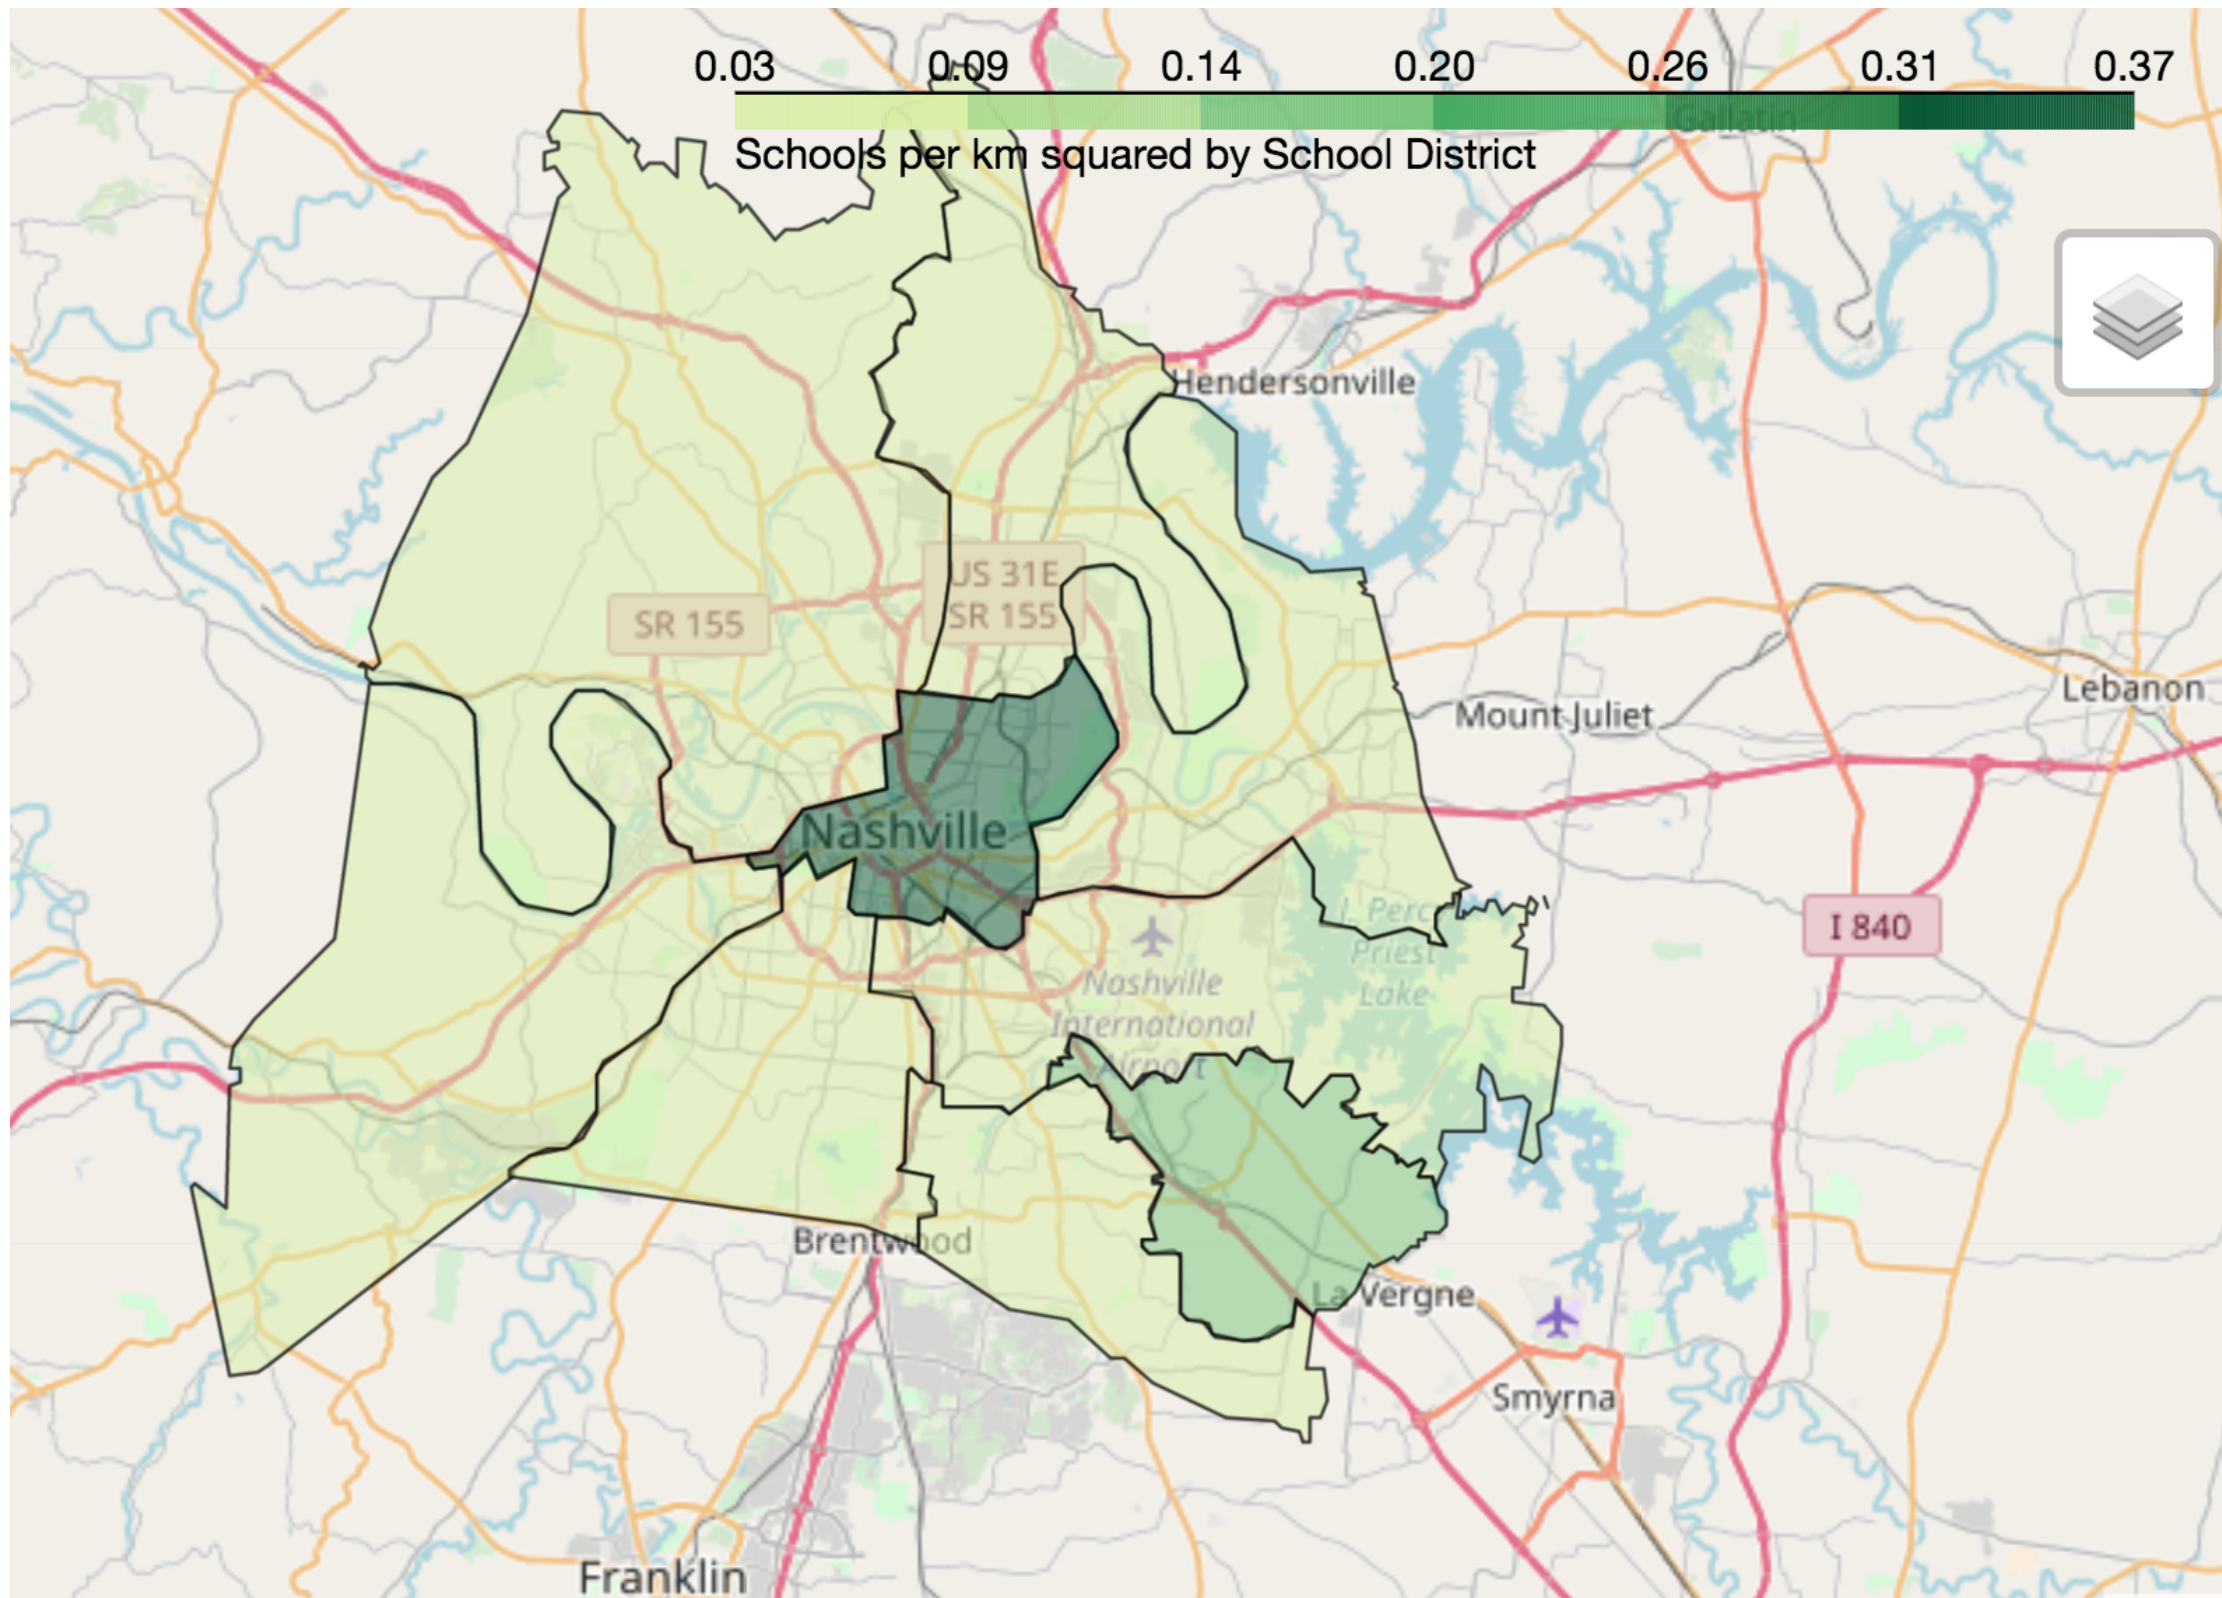 0.03 0.09 0.14 0.20 0.26 0.31 0.37
Gallatin
Schools per km squared by School District
Hendersonville
US 31E
SR 155
SR 155
Lebanon
Mount Juliet
Nashville
J. Percy
Priest
Lake
I 840
Nashville
International
Airport
Brentwood
La Vergne
Smyrna
Franklin